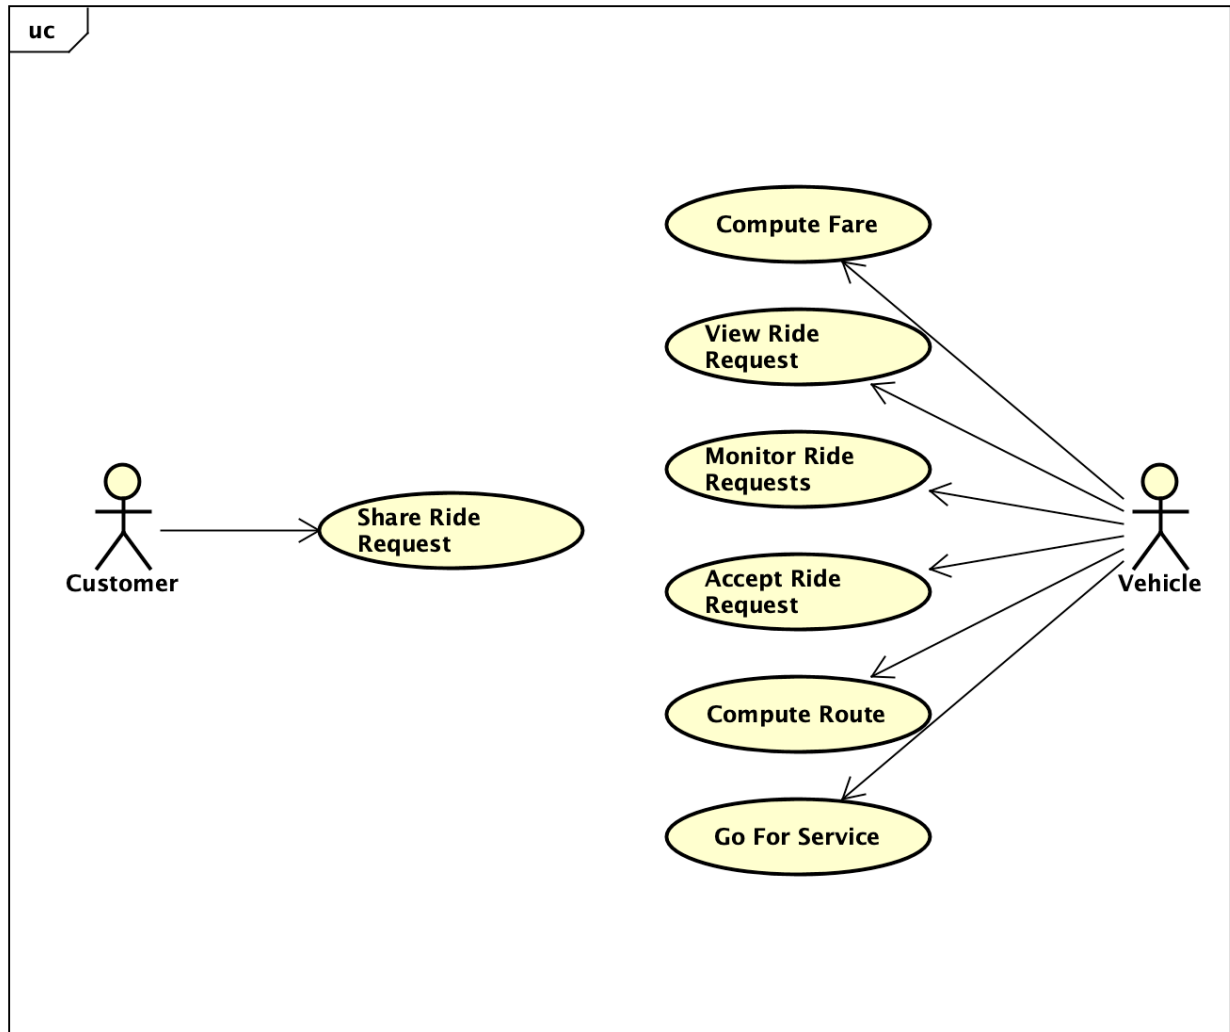 uc
Compute Fare
View Ride
Request
Monitor Ride
Requests
Share Ride
Request
Customer
Accept Ride
Request
Vehicle
Compute Route
Go For Service